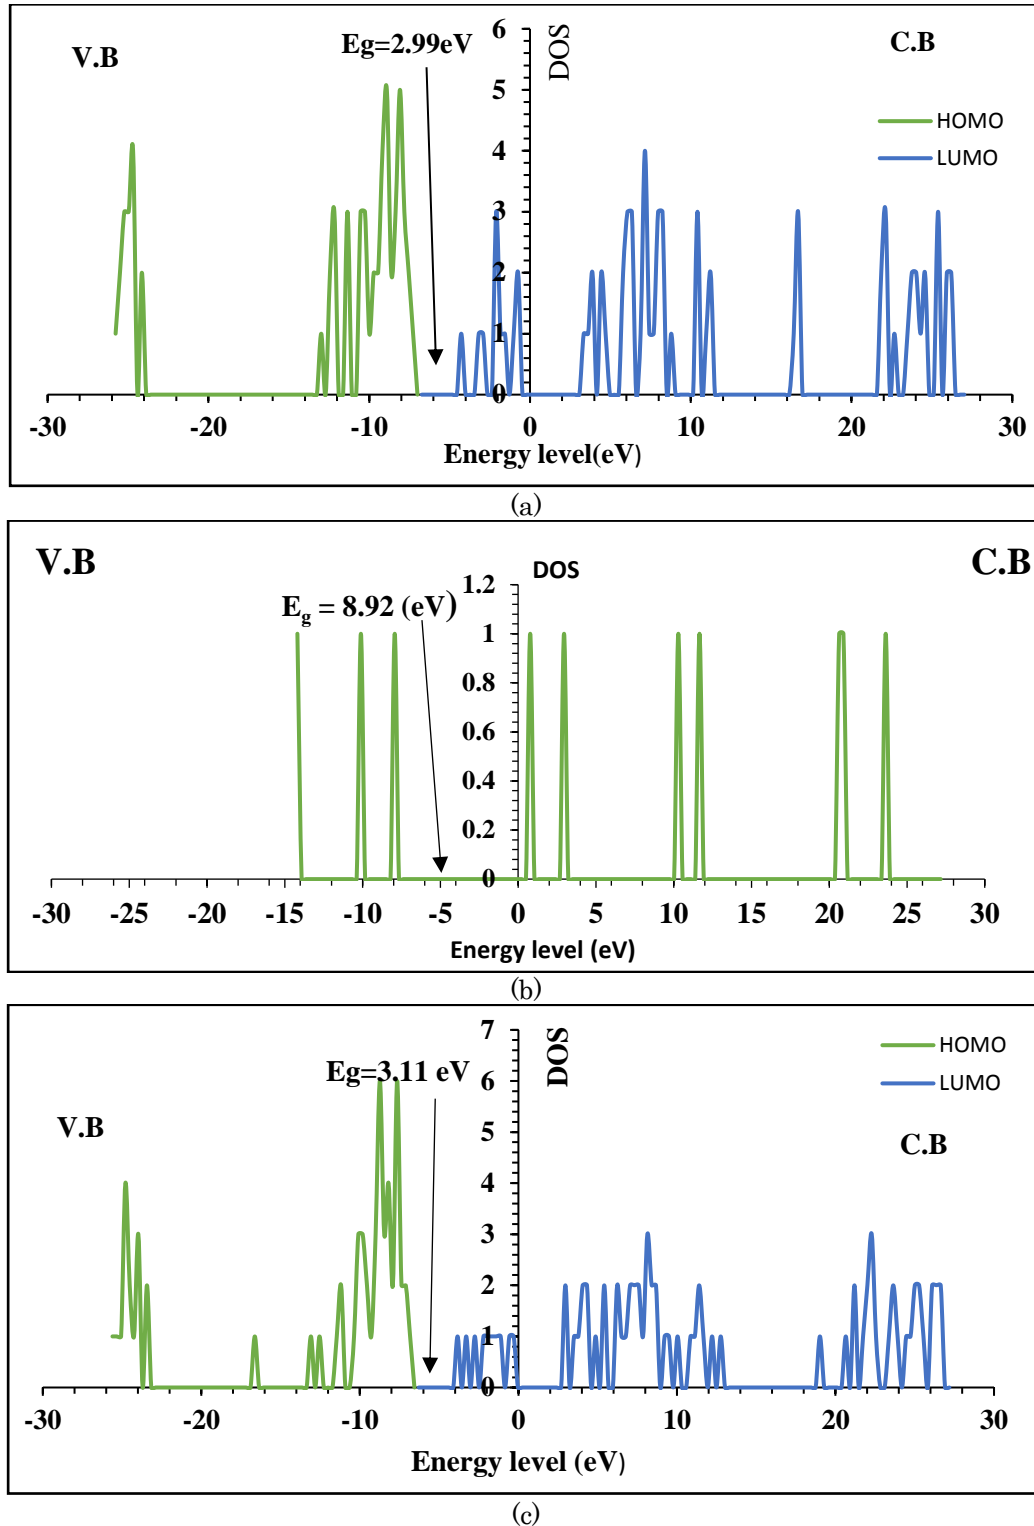 V.B
Eg=2.99eV
DOS
C.B
HOMO
LUMO
6
5
4
3
2
1
0
-30 -20 -10 0 10 20 30
Energy level(eV)
(a)
V.B
C.B
DOS
E_g = 8.92 (eV)
1.2
1
0.8
0.6
0.4
0.2
0
-30 -25 -20 -15 -10 -5 0 5 10 15 20 25 30
Energy level (eV)
(b)
7
DOS
HOMO
LUMO
Eg=3.11 eV
V.B
C.B
6
5
4
3
2
1
0
-30 -20 -10 0 10 20 30
Energy level (eV)
(c)